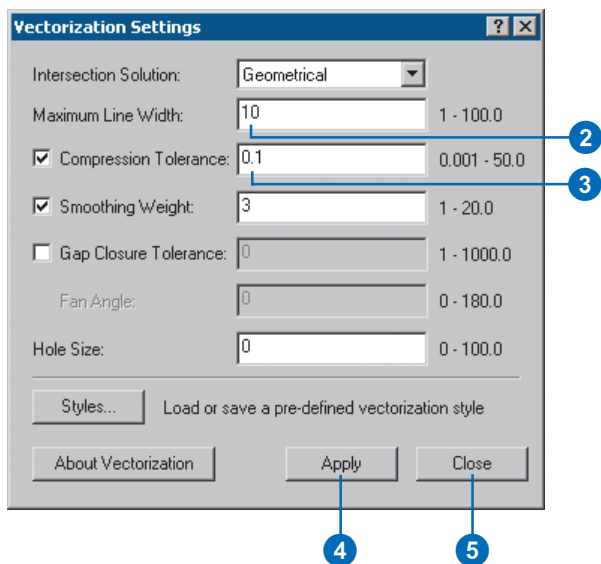 Vectorization Settings ? ×
Intersection Solution: Geometrical
Maximum Line Width: 10 1 - 100.0
2
Compression Tolerance: 0.1 0.001 - 50.0
3
Smoothing Weight: 3 1 - 20.0
Gap Closure Tolerance: 0 1 - 1000.0
Fan Angle: 0 0 - 180.0
Hole Size: 0 0 - 100.0
Styles... Load or save a pre-defined vectorization style
About Vectorization Apply Close
4 5